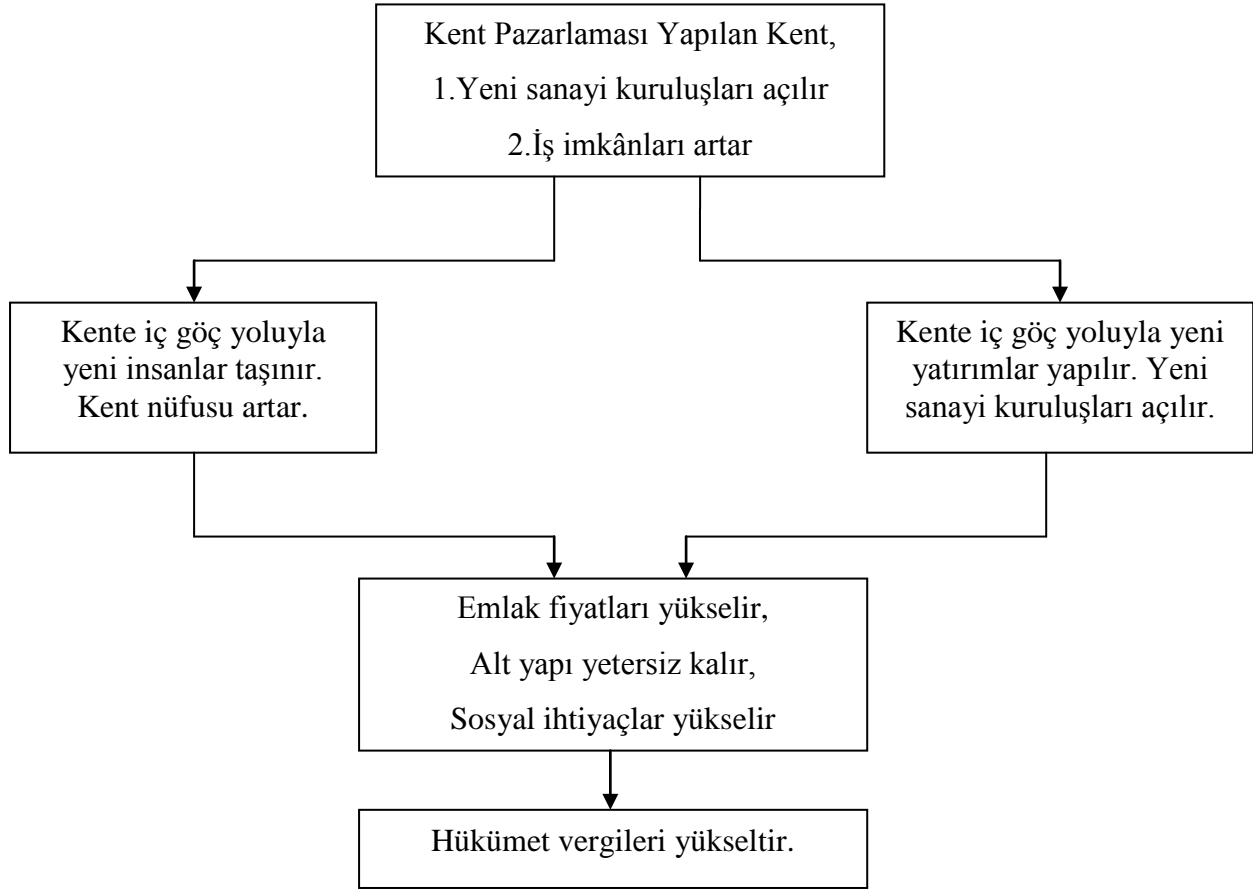 Kent Pazarlaması Yapılan Kent,
1.Yeni sanayi kuruluşları açılır
2.İş imkânları artar
Kente iç göç yoluyla
yeni insanlar taşınır.
Kent nüfusu artar.
Kente iç göç yoluyla yeni
yatırımlar yapılır. Yeni
sanayi kuruluşları açılır.
Emlak fiyatları yükselir,
Alt yapı yetersiz kalır,
Sosyal ihtiyaçlar yükselir
Hükümet vergileri yükseltir.